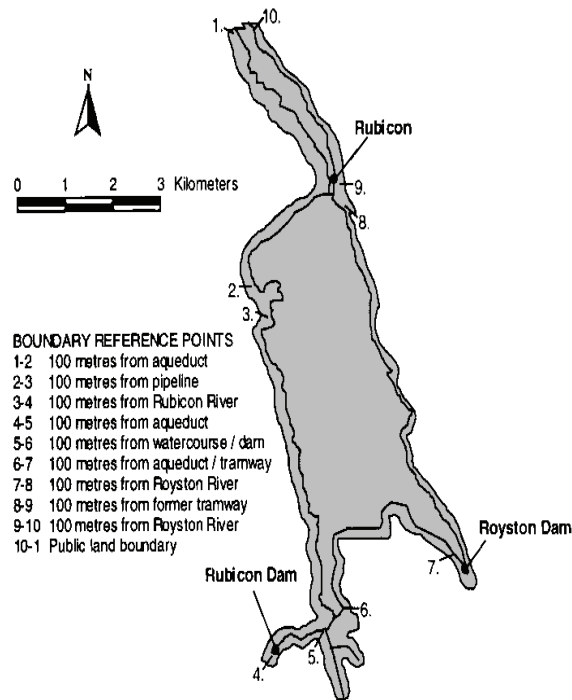 1.
10.
N
Rubicon
0 1 2 3 Kilometers
9.
8.
2.
3.
BOUNDARY REFERENCE POINTS
1-2 100 metres from aqueduct
2-3 100 metres from pipeline
3-4 100 metres from Rubicon River
4-5 100 metres from aqueduct
5-6 100 metres from watercourse / dam
6-7 100 metres from aqueduct / tramway
7-8 100 metres from Royston River
8-9 100 metres from former tramway
9-10 100 metres from Royston River
10-1 Public land boundary
Royston Dam
7.
Rubicon Dam
6.
5.
4.